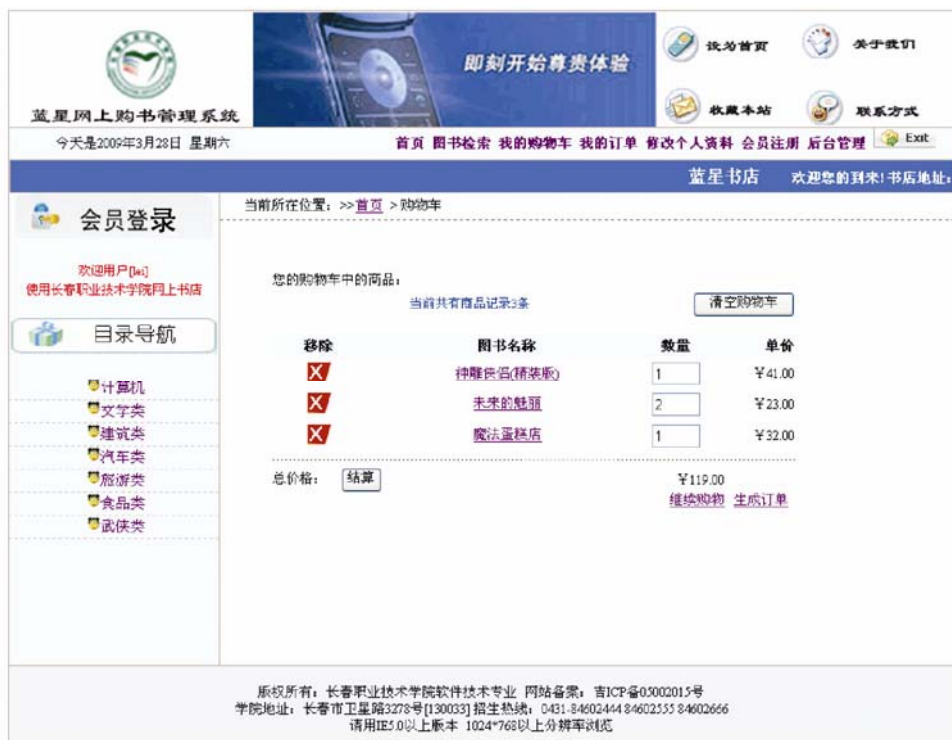 即刻开始尊贵体验
设为首页
关于我们
收藏本站
联系方式
蓝星网上购书管理系统
今天是2009年3月28日 星期六
首页 图书检索 我的购物车 我的订单 修改个人资料 会员注册 后台管理 Exit
蓝星书店 欢迎您的到来!书店地址:
会员登录
当前所在位置：>>首页 >购物车
欢迎用户[lei]
使用长春职业技术学院网上书店
您的购物车中的商品：
当前共有商品记录3条
清空购物车
目录导航
移除 图书名称 数量 单价
X 神雕侠侣(精装版) 1 ￥41.00
X 未来的魅丽 2 ￥23.00
X 魔法蛋糕店 1 ￥32.00
计算机
文学类
建筑类
汽车类
旅游类
食品类
武侠类
总价格： 结算 ￥119.00
继续购物 生成订单
版权所有：长春职业技术学院软件技术专业 网站备案：吉ICP备05002015号
学院地址：长春市卫星路3278号[130033] 招生热线：0431-84602444 84602555 84602666
请用IE5.0以上版本 1024*768以上分辨率浏览